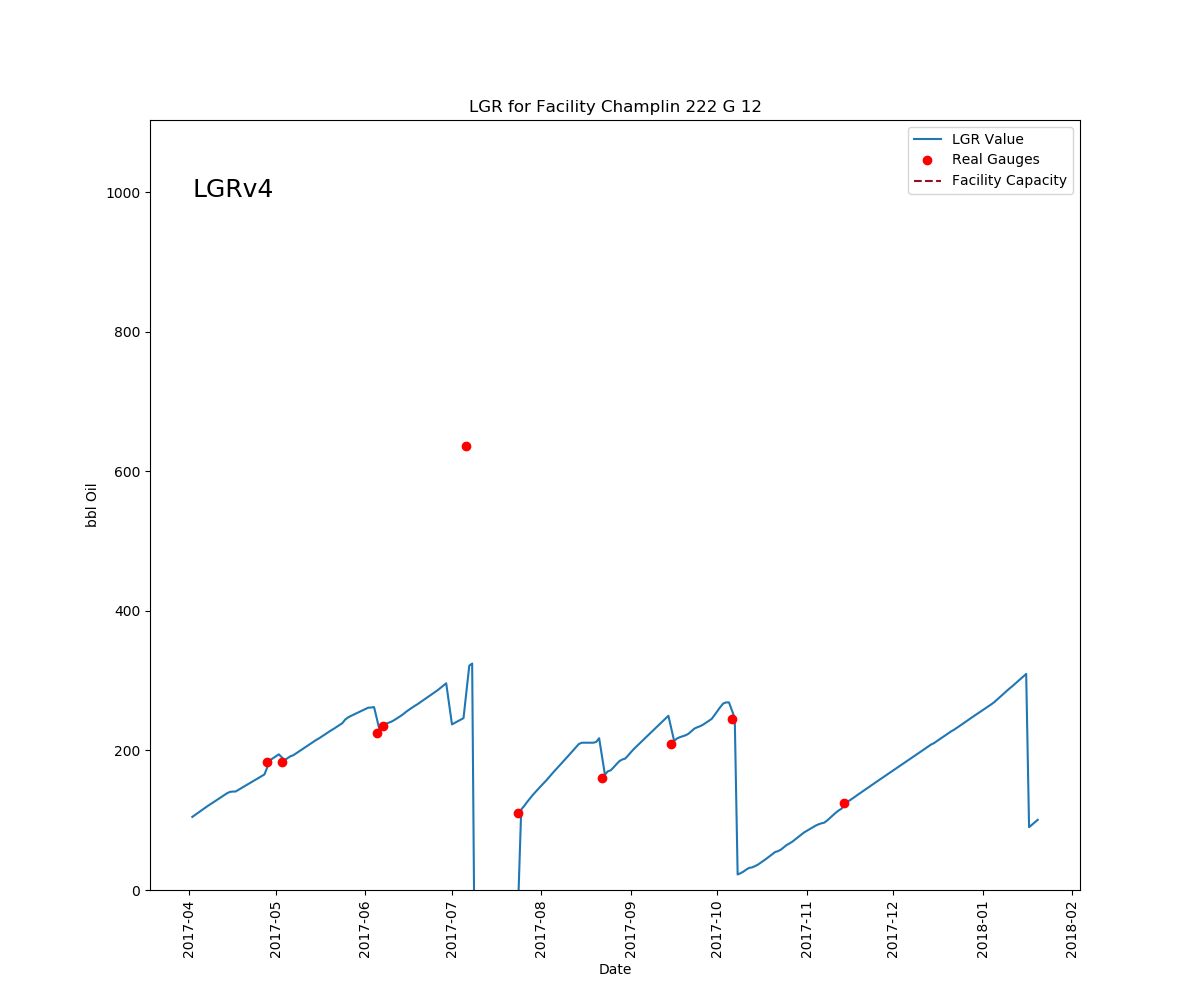 LGR for Facility Champlin 222 G 12
LGRv4
LGR Value
Real Gauges
Facility Capacity
bbl Oil
1000
800
600
400
200
0
2017-04
2017-05
2017-06
2017-07
2017-08
2017-09
2017-10
2017-11
2017-12
2018-01
2018-02
Date